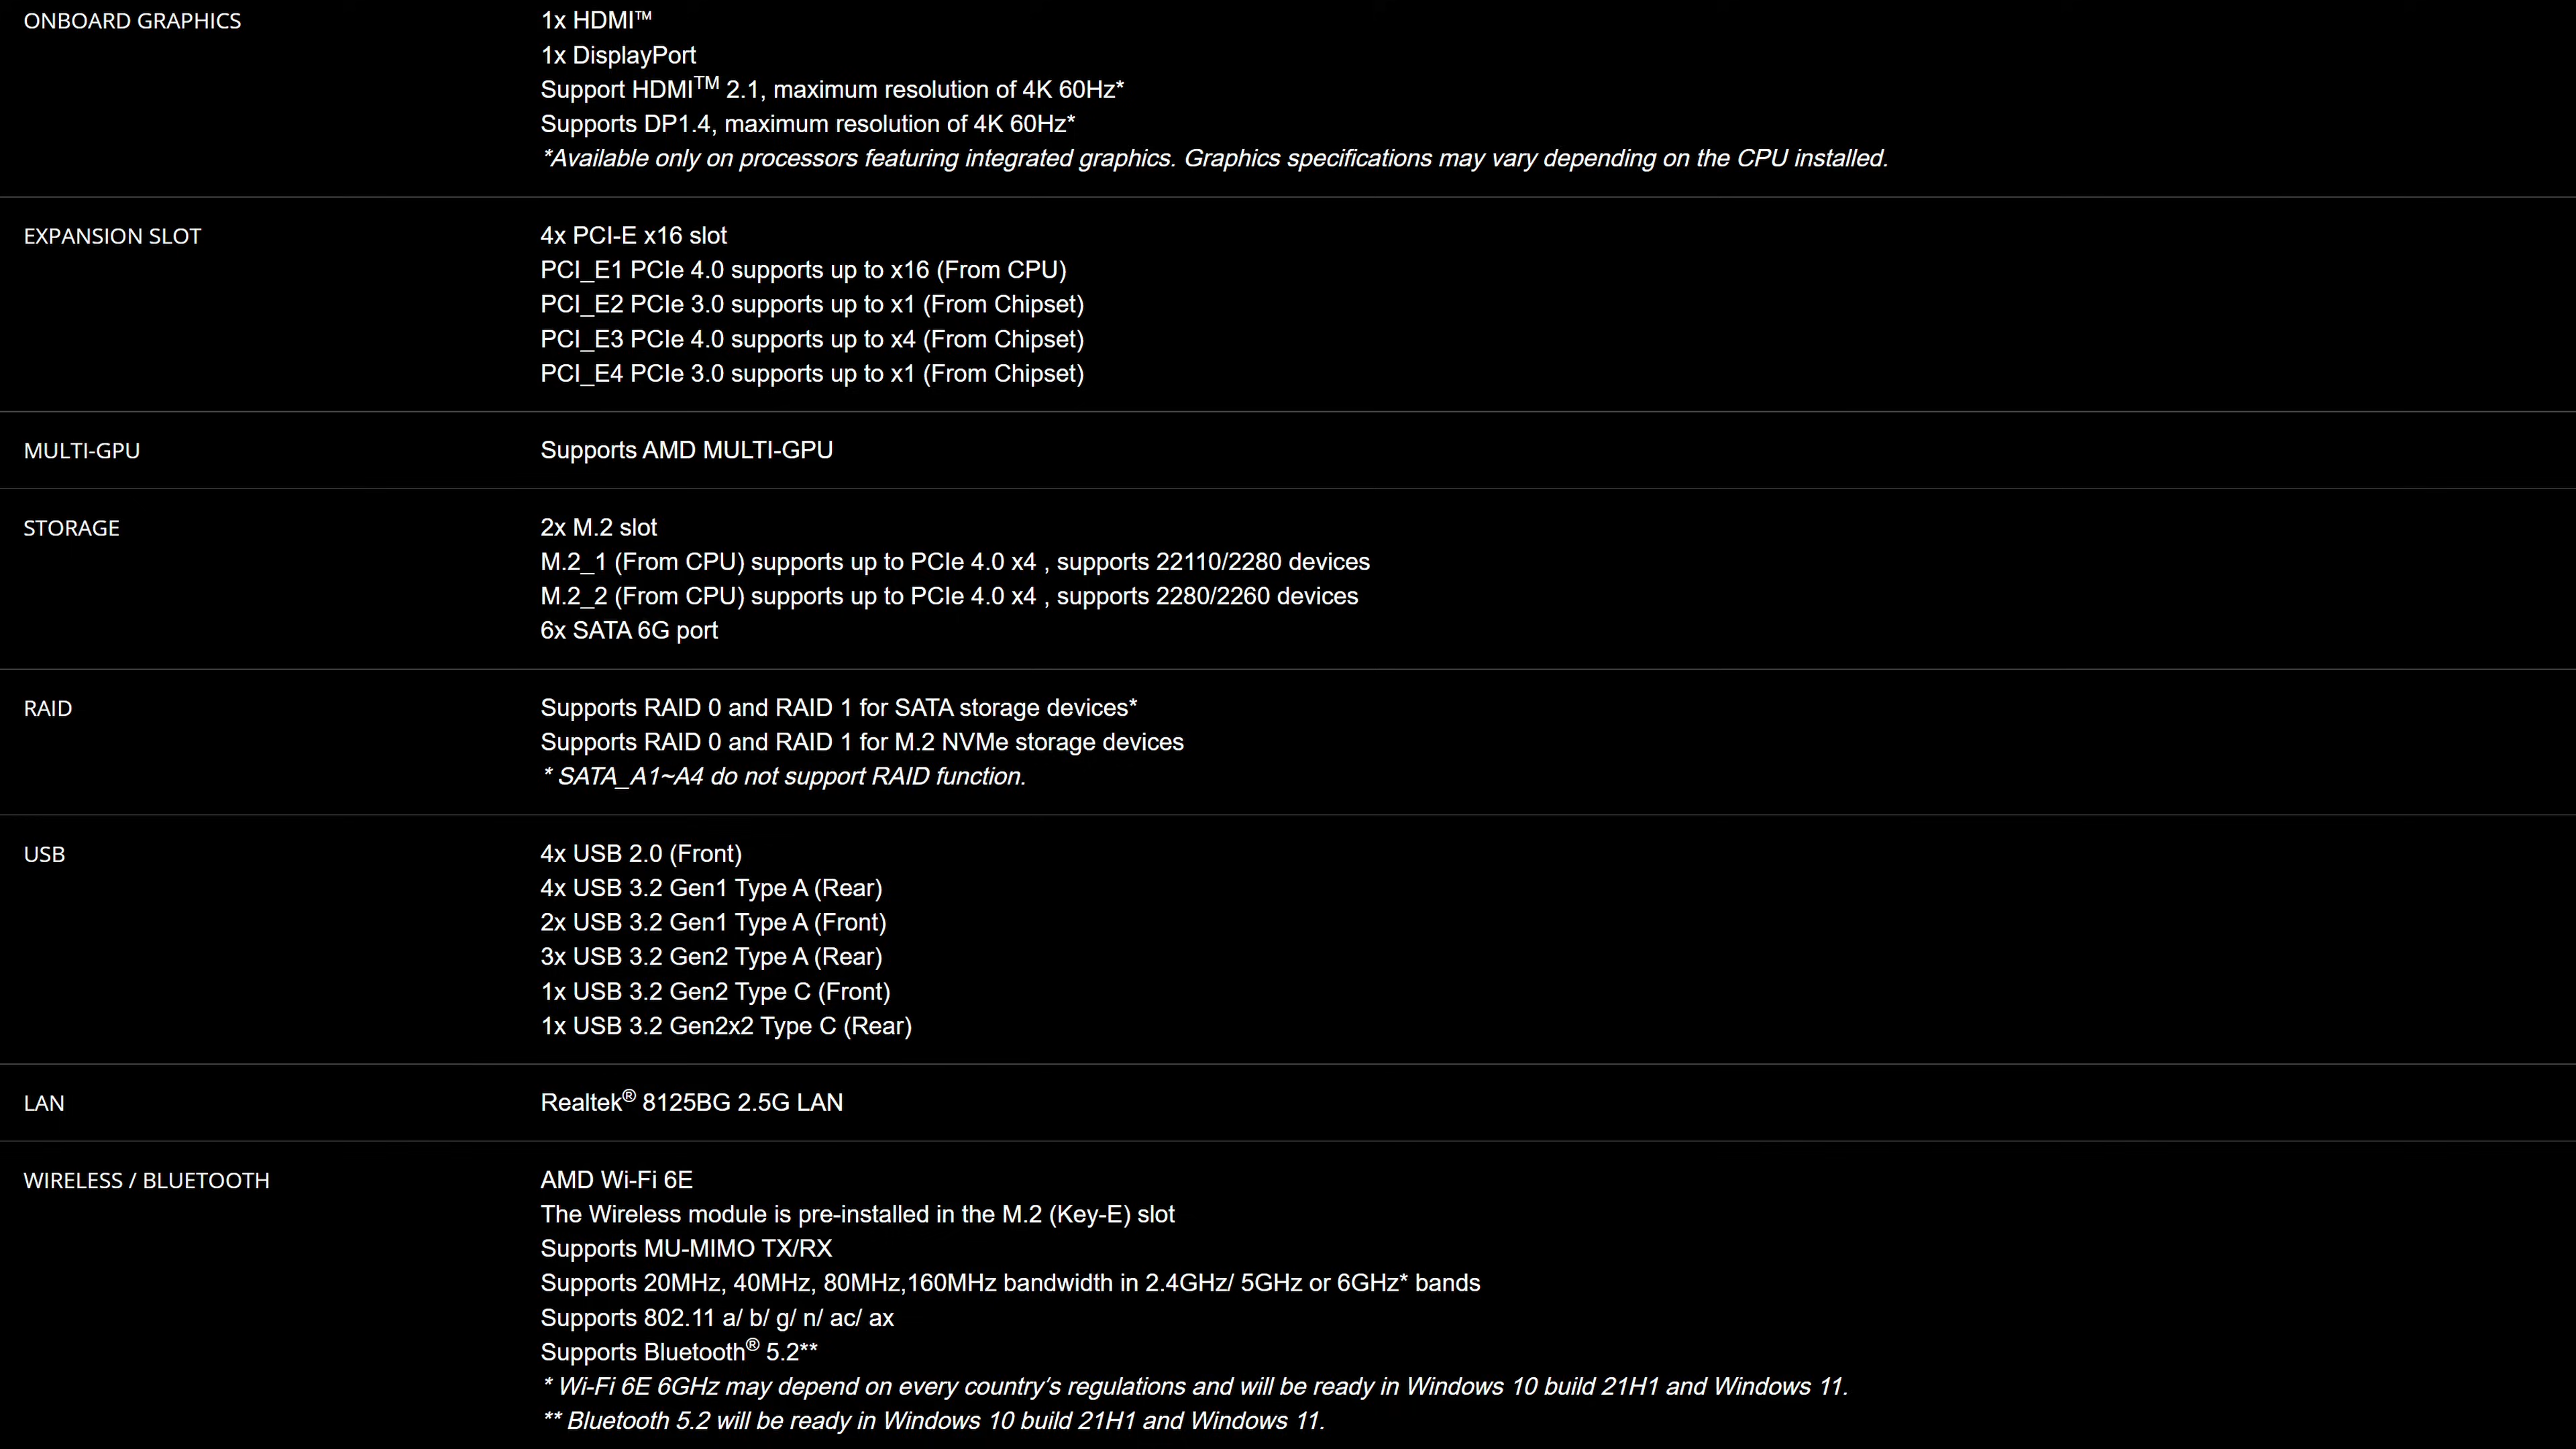 ONBOARD GRAPHICS
1x HDMI™
1x DisplayPort
Support HDMI™ 2.1, maximum resolution of 4K 60Hz*
Supports DP1.4, maximum resolution of 4K 60Hz*
*Available only on processors featuring integrated graphics. Graphics specifications may vary depending on the CPU installed.
EXPANSION SLOT
4x PCI-E x16 slot
PCI_E1 PCIe 4.0 supports up to x16 (From CPU)
PCI_E2 PCIe 3.0 supports up to x1 (From Chipset)
PCI_E3 PCIe 4.0 supports up to x4 (From Chipset)
PCI_E4 PCIe 3.0 supports up to x1 (From Chipset)
MULTI-GPU
Supports AMD MULTI-GPU
STORAGE
2x M.2 slot
M.2_1 (From CPU) supports up to PCIe 4.0 x4 , supports 22110/2280 devices
M.2_2 (From CPU) supports up to PCIe 4.0 x4 , supports 2280/2260 devices
6x SATA 6G port
RAID
Supports RAID 0 and RAID 1 for SATA storage devices*
Supports RAID 0 and RAID 1 for M.2 NVMe storage devices
* SATA_A1~A4 do not support RAID function.
USB
4x USB 2.0 (Front)
4x USB 3.2 Gen1 Type A (Rear)
2x USB 3.2 Gen1 Type A (Front)
3x USB 3.2 Gen2 Type A (Rear)
1x USB 3.2 Gen2 Type C (Front)
1x USB 3.2 Gen2x2 Type C (Rear)
LAN
Realtek® 8125BG 2.5G LAN
WIRELESS / BLUETOOTH
AMD Wi-Fi 6E
The Wireless module is pre-installed in the M.2 (Key-E) slot
Supports MU-MIMO TX/RX
Supports 20MHz, 40MHz, 80MHz,160MHz bandwidth in 2.4GHz/ 5GHz or 6GHz* bands
Supports 802.11 a/ b/ g/ n/ ac/ ax
Supports Bluetooth® 5.2**
* Wi-Fi 6E 6GHz may depend on every country’s regulations and will be ready in Windows 10 build 21H1 and Windows 11.
** Bluetooth 5.2 will be ready in Windows 10 build 21H1 and Windows 11.